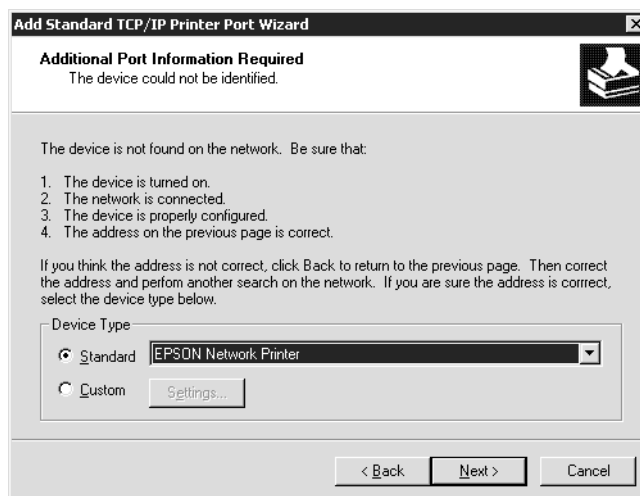 Add Standard TCP/IP Printer Port Wizard
Additional Port Information Required
The device could not be identified.
The device is not found on the network.  Be sure that:
1.  The device is turned on.
2.  The network is connected.
3.  The device is properly configured.
4.  The address on the previous page is correct.
If you think the address is not correct, click Back to return to the previous page.  Then correct
the address and perfom another search on the network.  If you are sure the address is corrrect,
select the device type below.
Device Type
Standard
EPSON Network Printer
Custom
Settings...
< Back
Next >
Cancel